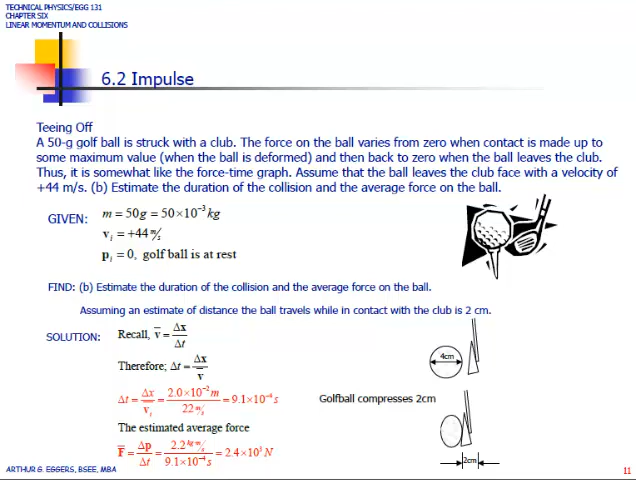 TECHNICAL PHYSICS/EGG 131
CHAPTER SIX
LINEAR MOMENTUM AND COLLISIONS
6.2 Impulse
Teeing Off
A 50-g golf ball is struck with a club. The force on the ball varies from zero when contact is made up to
some maximum value (when the ball is deformed) and then back to zero when the ball leaves the club.
Thus, it is somewhat like the force-time graph. Assume that the ball leaves the club face with a velocity of
+44 m/s. (b) Estimate the duration of the collision and the average force on the ball.
GIVEN: m = 50g = 50×10⁻³ kg
v_i = +44 m/s
p_i = 0, golf ball is at rest
FIND: (b) Estimate the duration of the collision and the average force on the ball.
Assuming an estimate of distance the ball travels while in contact with the club is 2 cm.
SOLUTION: Recall, v̅ = Δx/Δt
Therefore; Δt = Δx/v̅
4cm
Δt = Δx/v̅_i = 2.0×10⁻² m / 22 m/s = 9.1×10⁻⁴ s
Golfball compresses 2cm
The estimated average force
F̅ = Δp/Δt = 2.2 kg·m/s / 9.1×10⁻⁴ s = 2.4×10³ N
2cm
ARTHUR G. EGGERS, BSEE, MBA
11